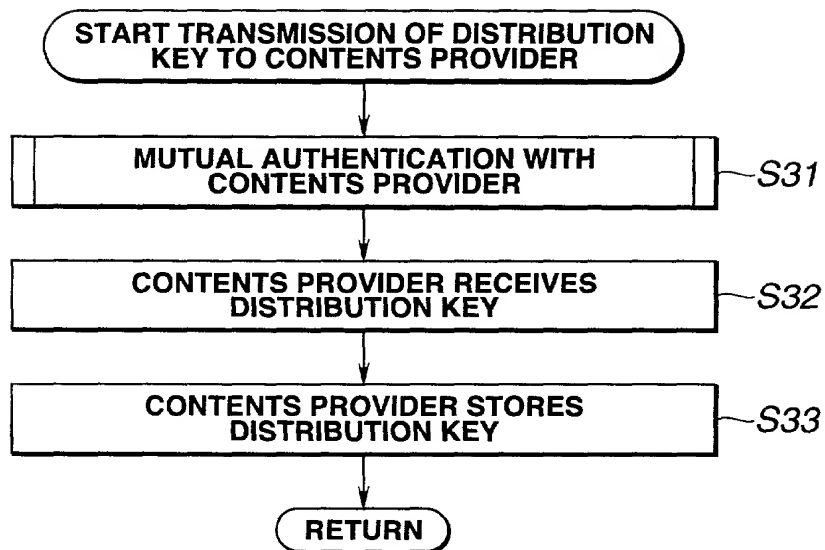 START TRANSMISSION OF DISTRIBUTION
KEY TO CONTENTS PROVIDER
MUTUAL AUTHENTICATION WITH
CONTENTS PROVIDER
S31
CONTENTS PROVIDER RECEIVES
DISTRIBUTION KEY
S32
CONTENTS PROVIDER STORES
DISTRIBUTION KEY
S33
RETURN